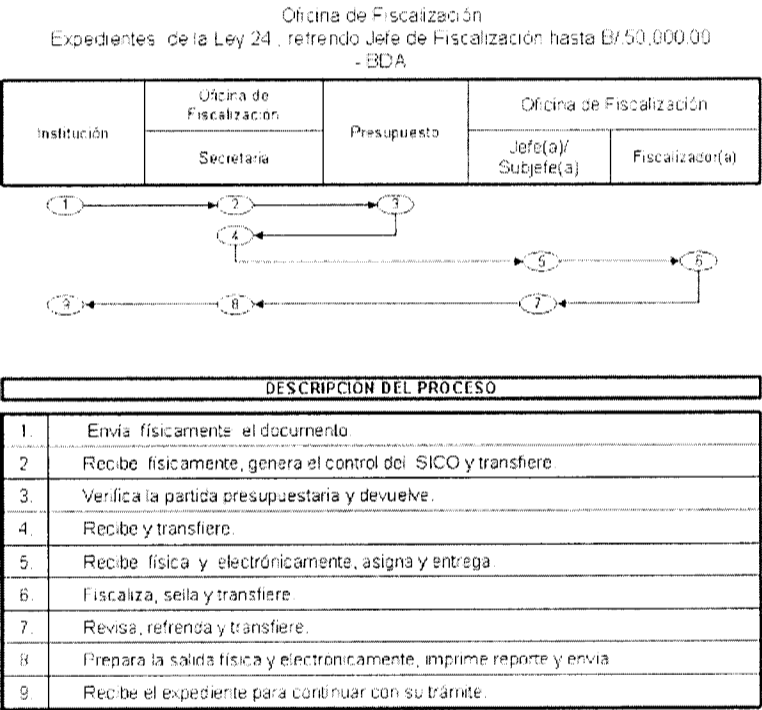 Oficina de Fiscalización
Expedientes de la Ley 24, refrendo Jefe de Fiscalización hasta B/.50,000.00
- BDA
Institución
Oficina de
Fiscalización
Secretaria
Presupuesto
Oficina de Fiscalización
Jefe(a)/
Subjefe(a)
Fiscalizador(a)
1 2 3
4
5 6
9 8 7
DESCRIPCION DEL PROCESO
1. Envía físicamente el documento.
2 Recibe físicamente, genera el control del SICO y transfiere.
3. Verifica la partida presupuestaria y devuelve.
4. Recibe y transfiere.
5. Recibe física y electrónicamente, asigna y entrega
6. Fiscaliza, sella y transfiere
7. Revisa, refrenda y transfiere.
8 Prepara la salida física y electrónicamente, imprime reporte y envia
9. Recibe el expediente para continuar con su trámite.